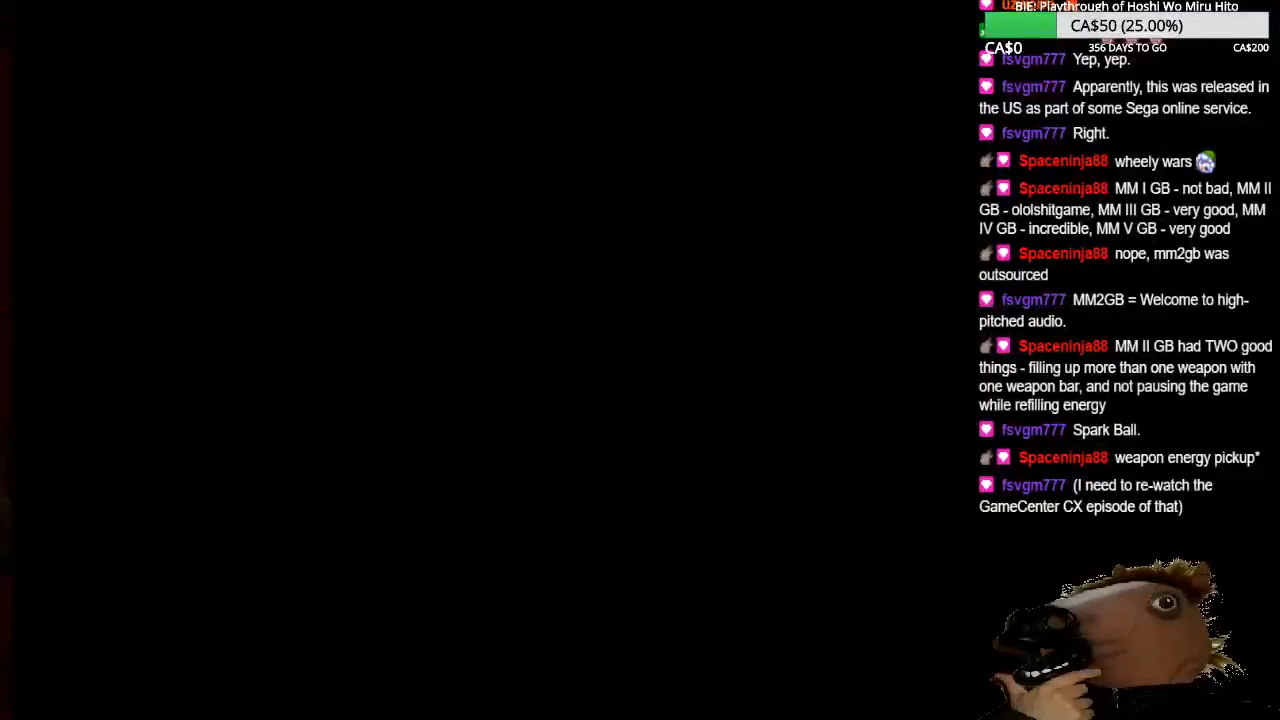 BIE: Playthrough of Hoshi Wo Miru Hito
CA$50 (25.00%)
CA$0 356 DAYS TO GO CA$200
fsvgm777 Yep, yep.
fsvgm777 Apparently, this was released in
the US as part of some Sega online service.
fsvgm777 Right.
Spaceninja88 wheely wars
Spaceninja88 MM I GB - not bad, MM II
GB - ololshitgame, MM III GB - very good, MM
IV GB - incredible, MM V GB - very good
Spaceninja88 nope, mm2gb was
outsourced
fsvgm777 MM2GB = Welcome to high-
pitched audio.
Spaceninja88 MM II GB had TWO good
things - filling up more than one weapon with
one weapon bar, and not pausing the game
while refilling energy
fsvgm777 Spark Ball.
Spaceninja88 weapon energy pickup*
fsvgm777 (I need to re-watch the
GameCenter CX episode of that)